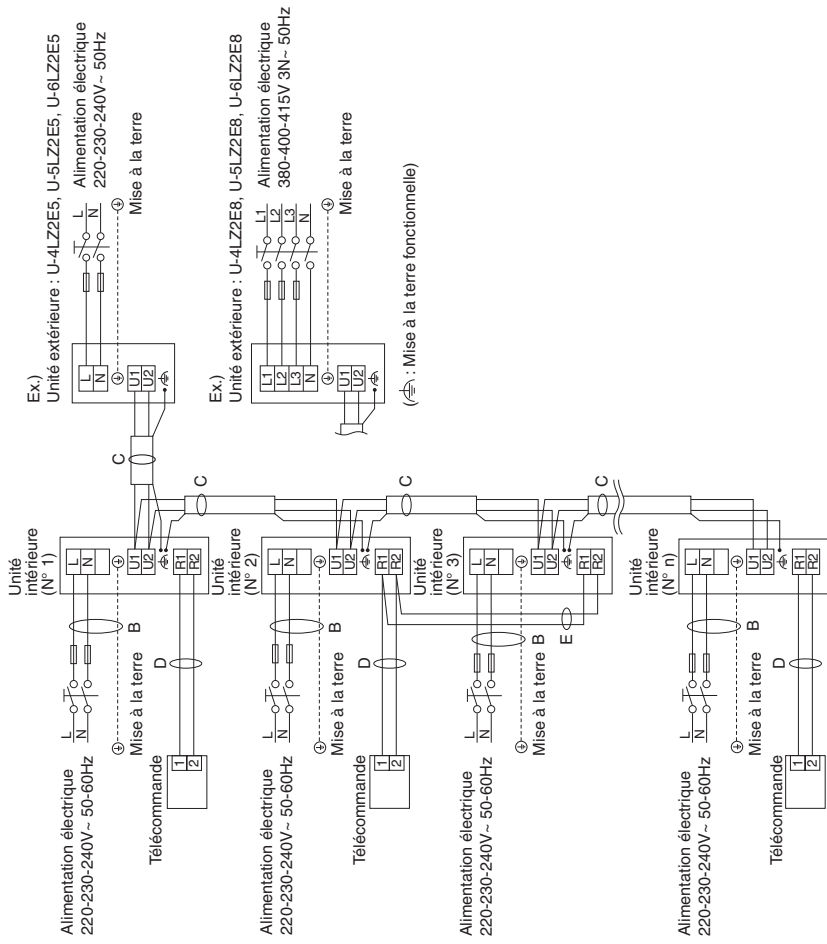 Ex.)
Unité extérieure : U-4LZ2E5, U-5LZ2E5, U-6LZ2E5
Alimentation électrique
220-230-240V ~ 50Hz
L
N
Mise à la terre
L
N
U1
U2
C
Ex.)
Unité extérieure : U-4LZ2E8, U-5LZ2E8, U-6LZ2E8
Alimentation électrique
380-400-415V 3N~ 50Hz
L1
L2
L3
N
Mise à la terre
L1
L2
L3
N
U1
U2
( : Mise à la terre fonctionnelle)
Unité
intérieure
(N° 1)
L
N
U1
U2
R1
R2
C
B
D
L
N
Mise à la terre
Alimentation électrique
220-230-240V ~ 50-60Hz
1
2
Télécommande
Unité
intérieure
(N° 2)
L
N
U1
U2
R1
R2
C
B
D
L
N
Mise à la terre
Alimentation électrique
220-230-240V ~ 50-60Hz
1
2
Télécommande
Unité
intérieure
(N° 3)
L
N
U1
U2
R1
R2
C
B
E
L
N
Mise à la terre
Alimentation électrique
220-230-240V ~ 50-60Hz
Unité
intérieure
(N° n)
L
N
U1
U2
R1
R2
B
D
L
N
Mise à la terre
Alimentation électrique
220-230-240V ~ 50-60Hz
1
2
Télécommande